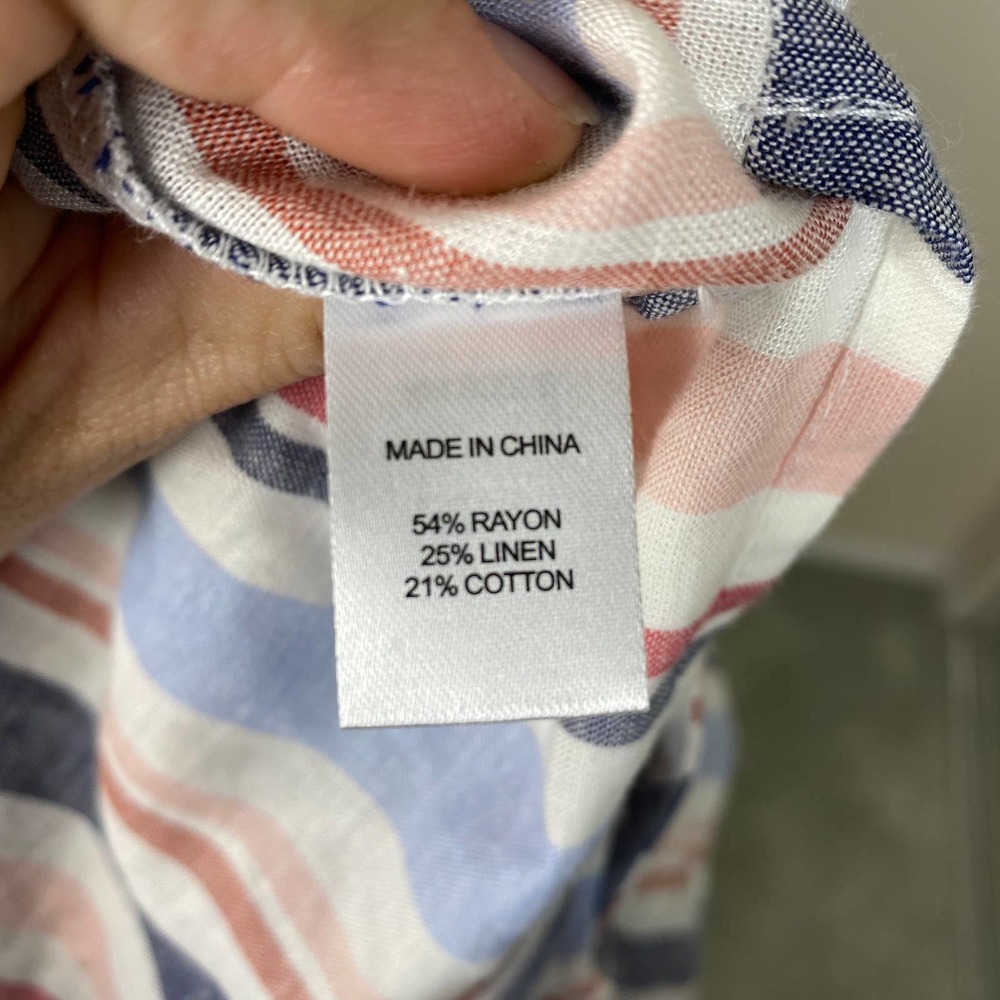 MADE IN CHINA
54% RAYON
25% LINEN
21% COTTON